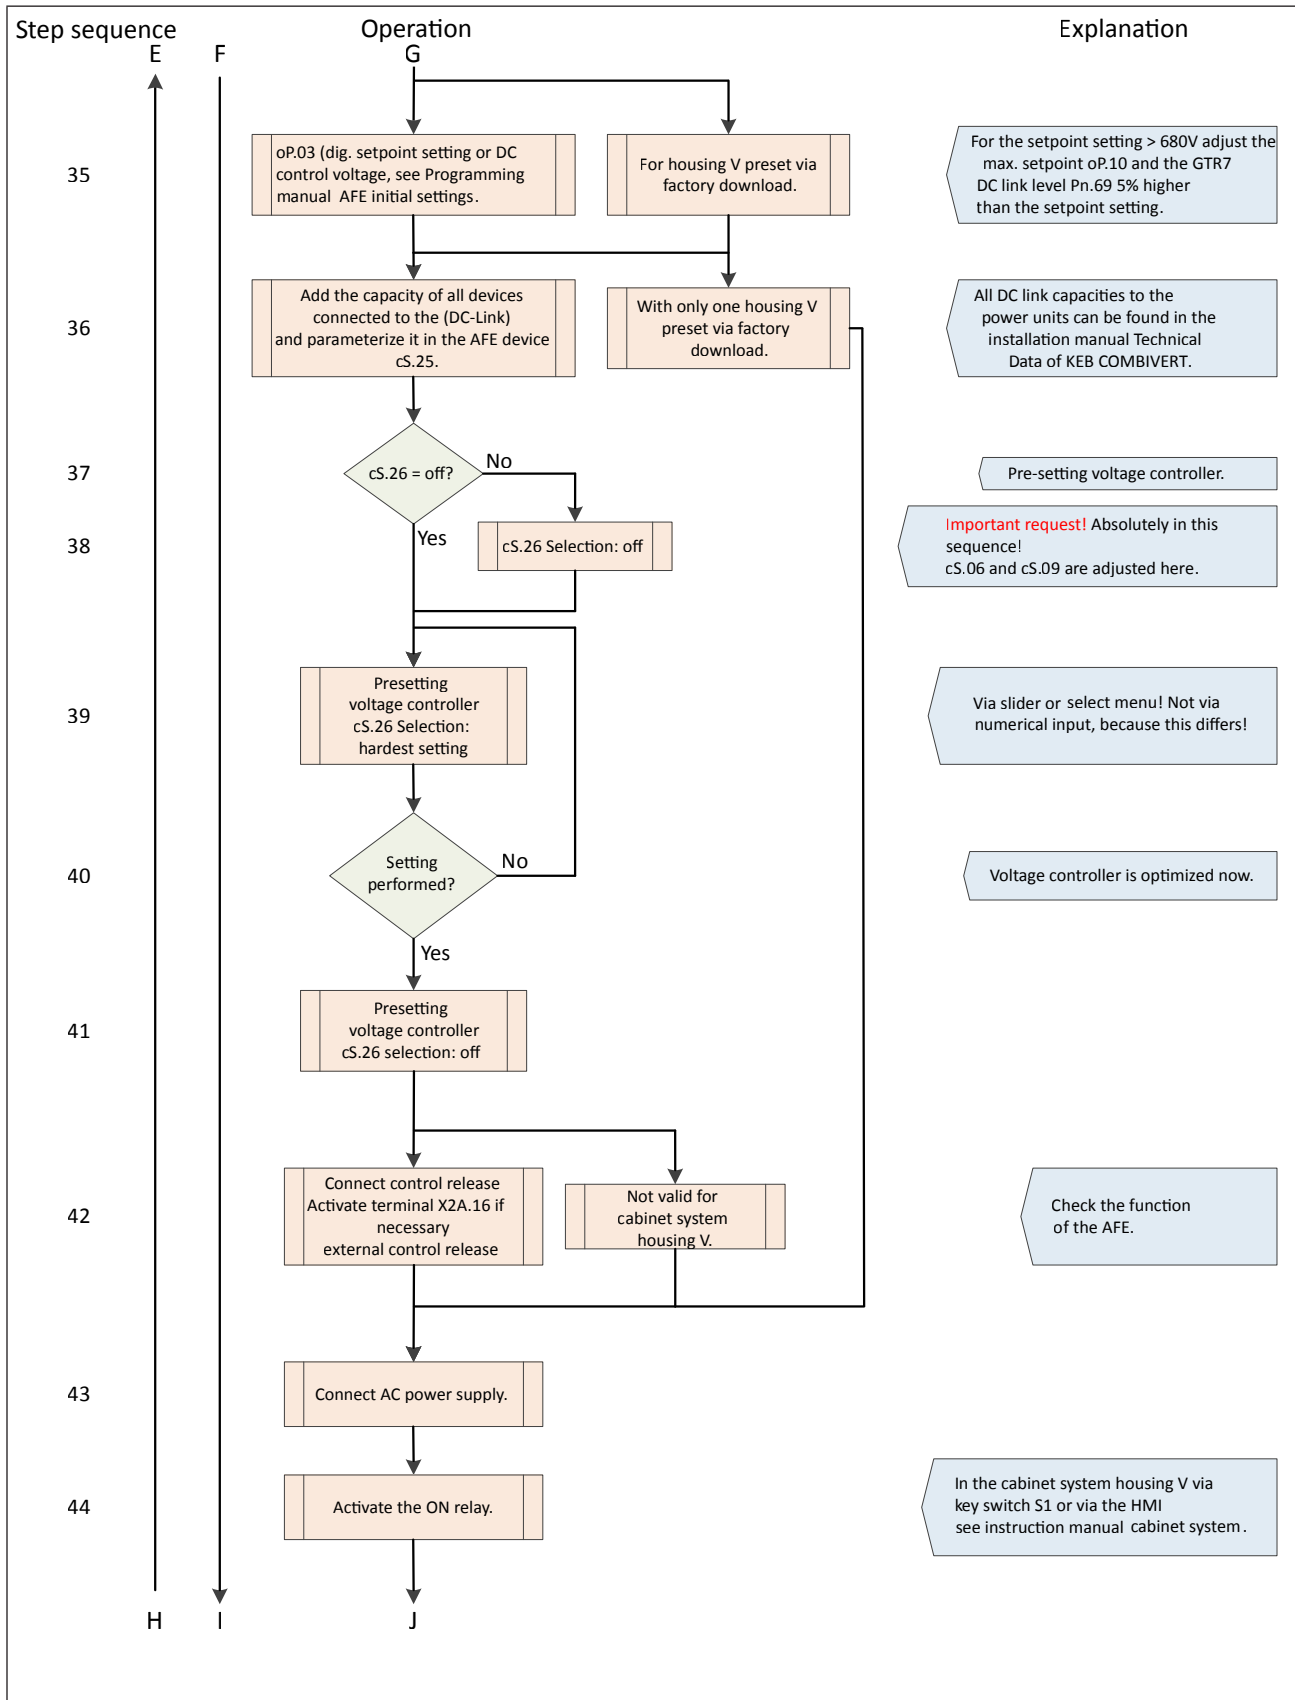 Step sequence
Operation
Explanation
E
F
G
35
oP.03 (dig. setpoint setting or DC
control voltage, see Programming
manual AFE initial settings.
For housing V preset via
factory download.
For the setpoint setting > 680V adjust the
max. setpoint oP.10 and the GTR7
DC link level Pn.69 5% higher
than the setpoint setting.
36
Add the capacity of all devices
connected to the (DC-Link)
and parameterize it in the AFE device
cS.25.
With only one housing V
preset via factory
download.
All DC link capacities to the
power units can be found in the
installation manual Technical
Data of KEB COMBIVERT.
37
cS.26 = off?
No
Yes
Pre-setting voltage controller.
38
cS.26 Selection: off
Important request! Absolutely in this
sequence!
cS.06 and cS.09 are adjusted here.
39
Presetting
voltage controller
cS.26 Selection:
hardest setting
Via slider or select menu! Not via
numerical input, because this differs!
40
Setting
performed?
No
Yes
Voltage controller is optimized now.
41
Presetting
voltage controller
cS.26 selection: off
42
Connect control release
Activate terminal X2A.16 if
necessary
external control release
Not valid for
cabinet system
housing V.
Check the function
of the AFE.
43
Connect AC power supply.
44
Activate the ON relay.
In the cabinet system housing V via
key switch S1 or via the HMI
see instruction manual cabinet system.
H
I
J